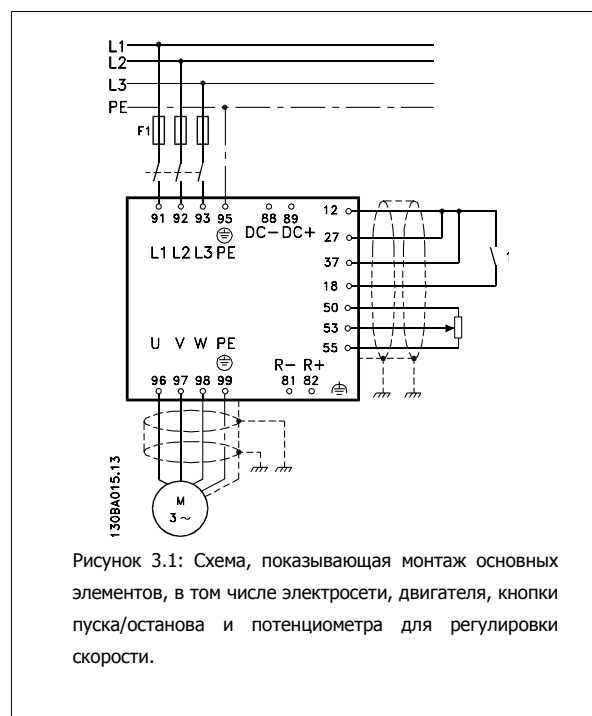 L1
L2
L3
PE
F1
91 92 93 95 88 89
DC- DC+
L1 L2 L3 PE
12
27
37
18
50
53
55
U V W PE
R- R+
96 97 98 99 81 82
M
3~
130BA015.13
Рисунок 3.1: Схема, показывающая монтаж основных
элементов, в том числе электросети, двигателя, кнопки
пуска/останова и потенциометра для регулировки
скорости.